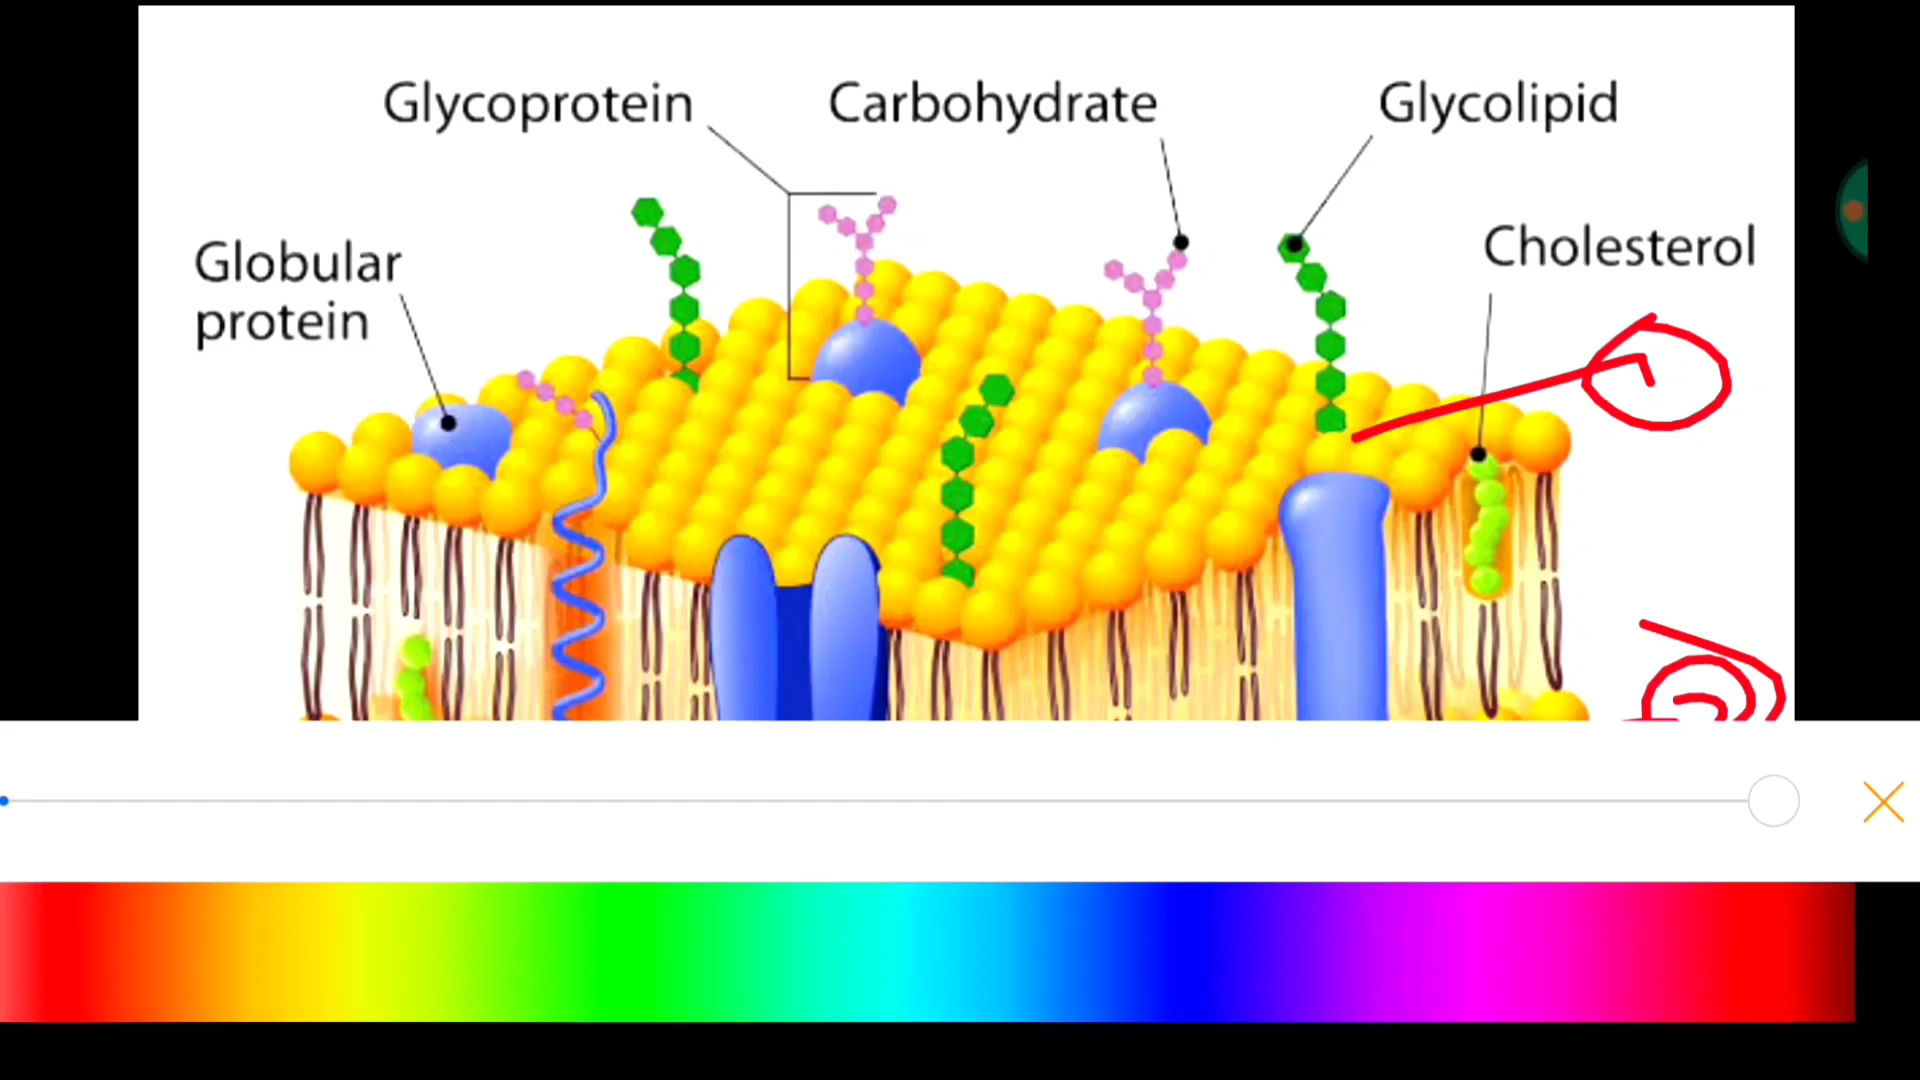 Glycoprotein
Carbohydrate
Glycolipid
Cholesterol
Globular
protein